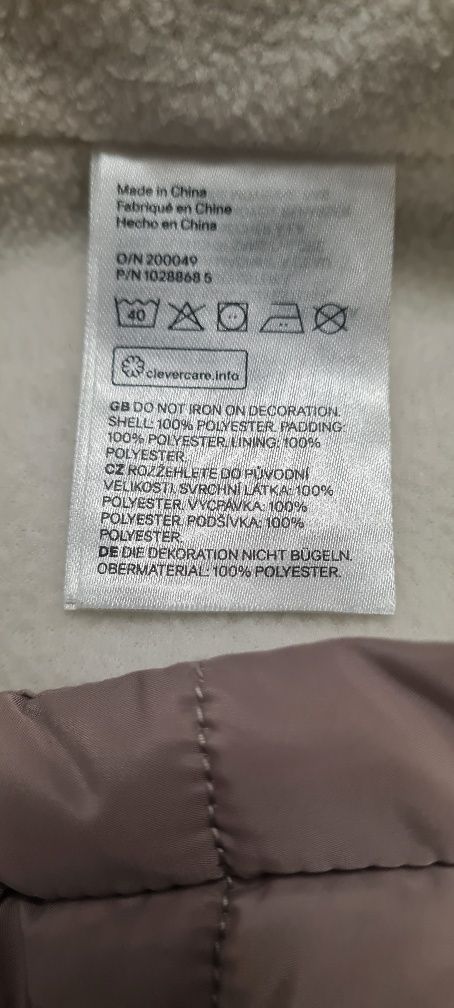 Made in China
Fabriqué en Chine
Hecho en China
O/N 200049
P/N 1028868 5
40
clevercare.info
GB DO NOT IRON ON DECORATION.
SHELL: 100% POLYESTER. PADDING:
100% POLYESTER. LINING: 100%
POLYESTER.
CZ ROZŽEHLETE DO PŮVODNÍ
VELIKOSTI. SVRCHNÍ LÁTKA: 100%
POLYESTER. VÝCPÁVKA: 100%
POLYESTER. PODŠÍVKA: 100%
POLYESTER.
DE DIE DEKORATION NICHT BÜGELN.
OBERMATERIAL: 100% POLYESTER.